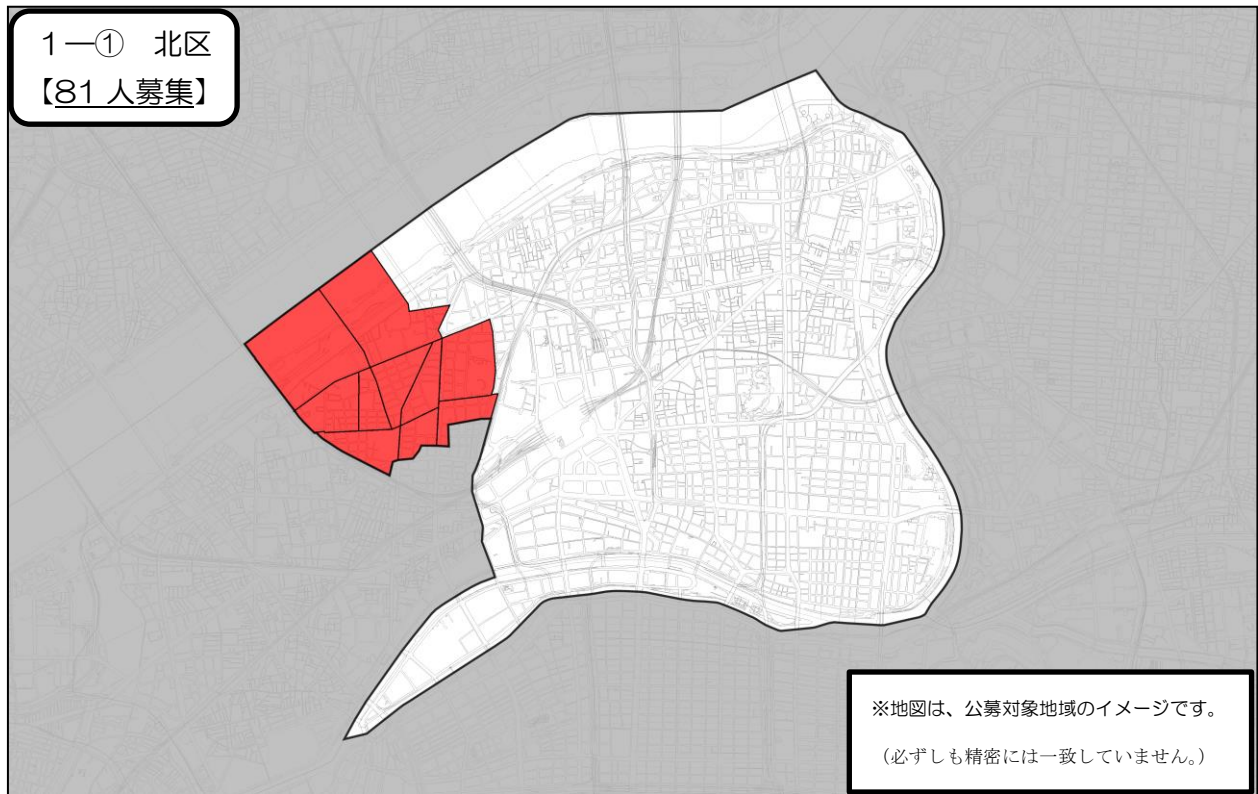 1―① 北区
【81 人募集】
※地図は、公募対象地域のイメージです。
（必ずしも精密には一致していません。）